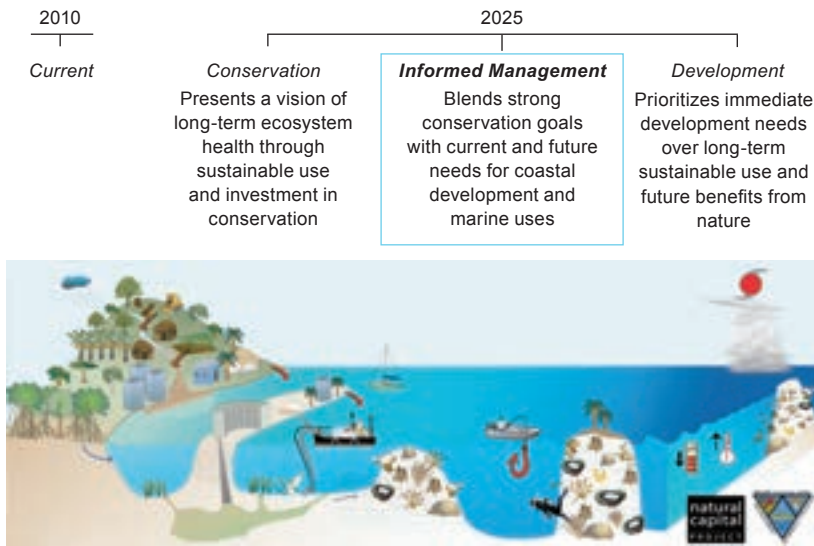 2010
2025
Current
Conservation
Presents a vision of
long-term ecosystem
health through
sustainable use
and investment in
conservation
Informed Management
Blends strong
conservation goals
with current and future
needs for coastal
development and
marine uses
Development
Prioritizes immediate
development needs
over long-term
sustainable use and
future benefits from
nature
natural
capital
PROJECT